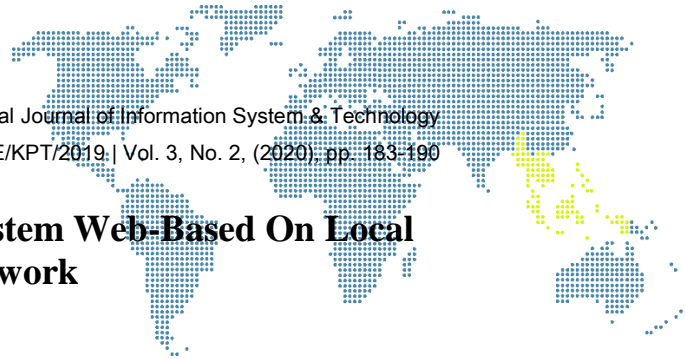 al Journal of Information System & Technology
E/KPT/2019 | Vol. 3, No. 2, (2020), pp. 183-190
stem Web-Based On Local
work